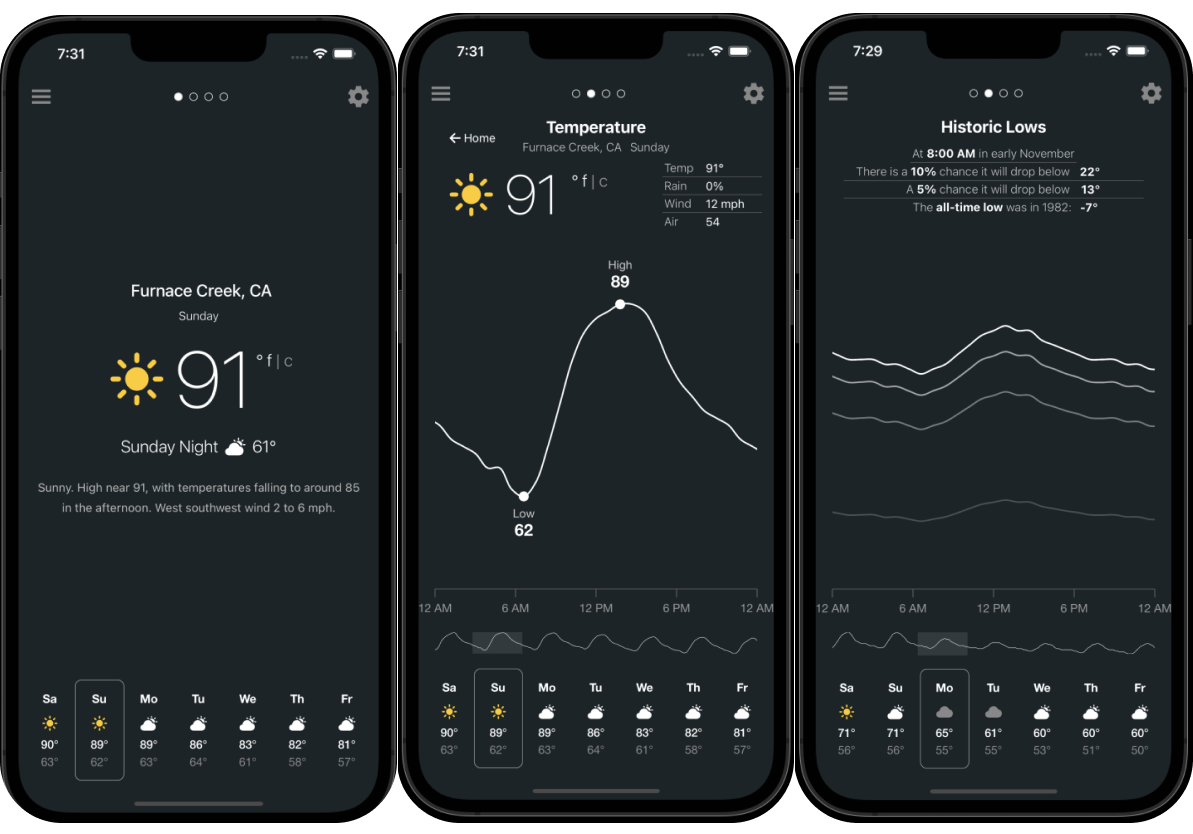 7:31
Furnace Creek, CA
Sunday
91 ° f | c
Sunday Night 61°
Sunny. High near 91, with temperatures falling to around 85
in the afternoon. West southwest wind 2 to 6 mph.
Sa Su Mo Tu We Th Fr
90° 89° 89° 86° 83° 82° 81°
63° 62° 63° 64° 61° 58° 57°
7:31
Temperature
← Home
Furnace Creek, CA Sunday
91 ° f | c
Temp 91°
Rain 0%
Wind 12 mph
Air 54
High
89
Low
62
12 AM 6 AM 12 PM 6 PM 12 AM
Sa Su Mo Tu We Th Fr
90° 89° 89° 86° 83° 82° 81°
63° 62° 63° 64° 61° 58° 57°
7:29
Historic Lows
At 8:00 AM in early November
There is a 10% chance it will drop below 22°
A 5% chance it will drop below 13°
The all-time low was in 1982: -7°
12 AM 6 AM 12 PM 6 PM 12 AM
Sa Su Mo Tu We Th Fr
71° 71° 65° 61° 60° 60° 60°
56° 56° 55° 55° 53° 51° 50°